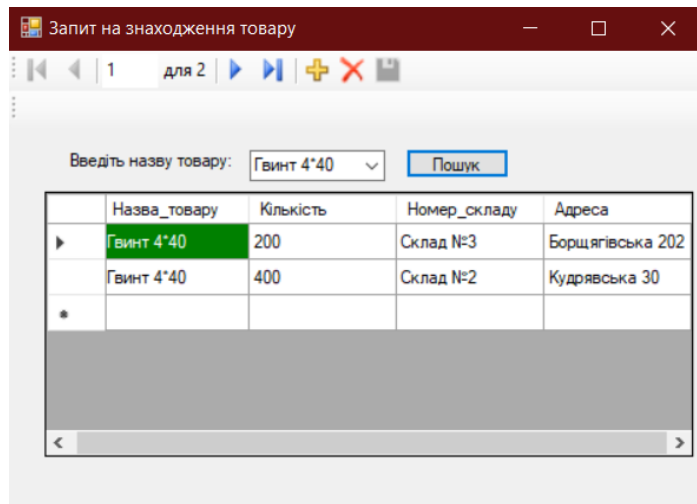 Запит на знаходження товару
1 для 2
Введіть назву товару: Гвинт 4*40 Пошук
Назва_товару Кількість Номер_складу Адреса
Гвинт 4*40 200 Склад №3 Борщагівська 202
Гвинт 4*40 400 Склад №2 Кудрявська 30